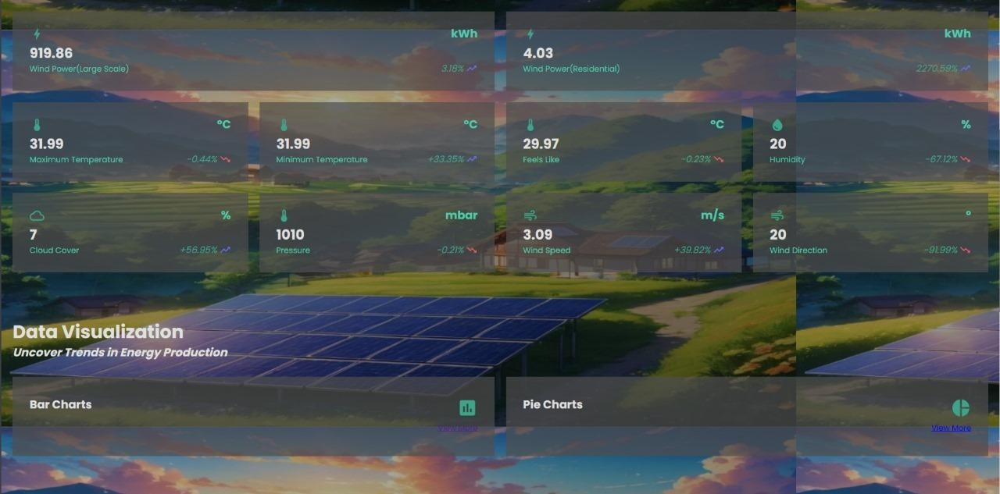 kWh
919.86
Wind Power(Large Scale)
3.18%
kWh
4.03
Wind Power(Residential)
2270.59%
°C
31.99
Maximum Temperature
-0.44%
°C
31.99
Minimum Temperature
+33.35%
°C
29.97
Feels Like
-0.23%
%
20
Humidity
-67.12%
%
7
Cloud Cover
+56.95%
mbar
1010
Pressure
-0.21%
m/s
3.09
Wind Speed
+39.82%
°
20
Wind Direction
-91.99%
Data Visualization
Uncover Trends in Energy Production
Bar Charts
View More
Pie Charts
View More